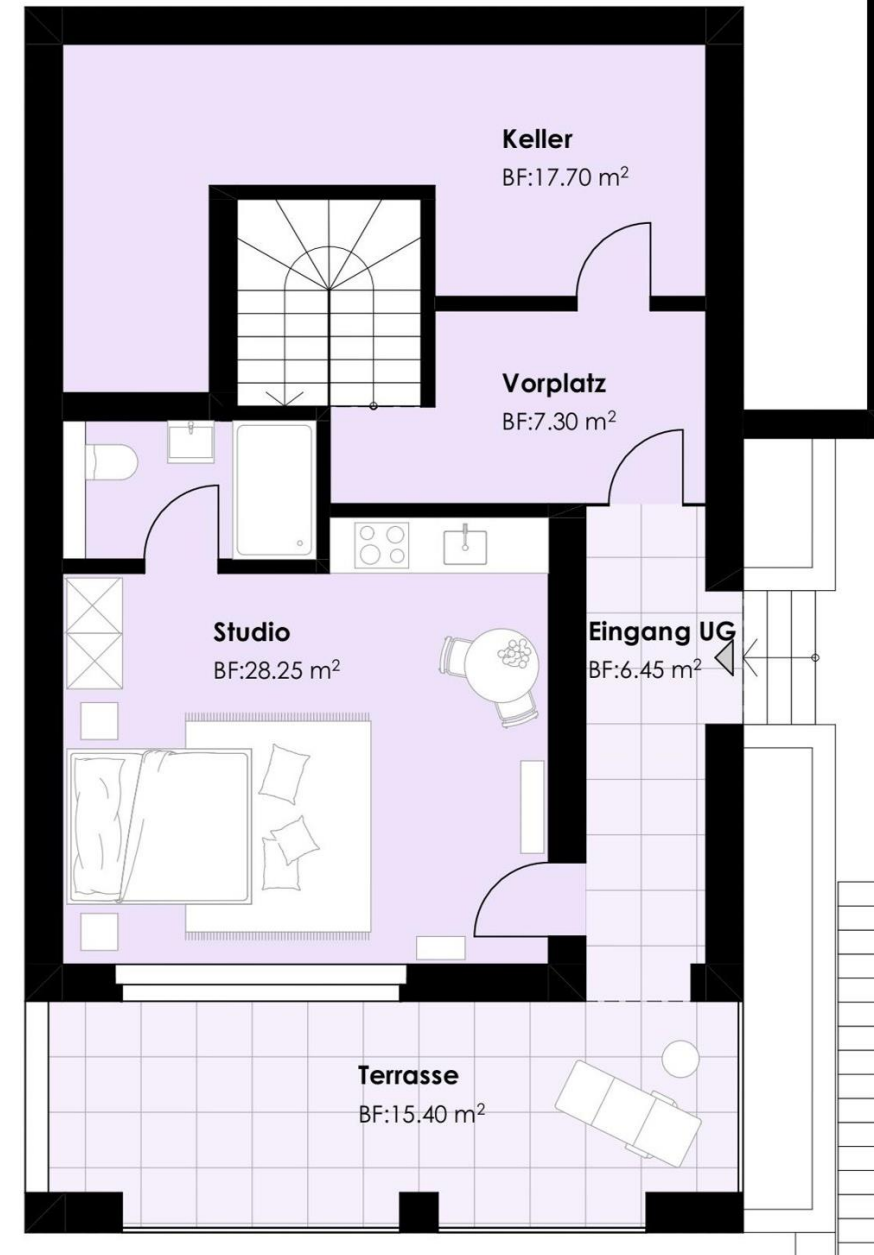 Keller
BF:17.70 m²
Vorplatz
BF:7.30 m²
Studio
BF:28.25 m²
Eingang UG
BF:6.45 m²
Terrasse
BF:15.40 m²